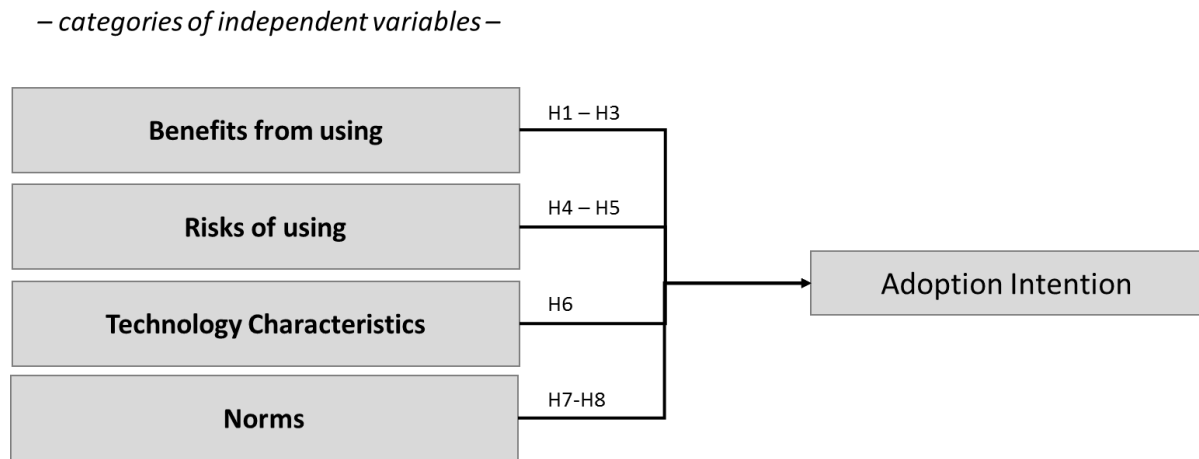 – categories of independent variables –
Benefits from using
H1 – H3
Risks of using
H4 – H5
Technology Characteristics
H6
Norms
H7-H8
Adoption Intention